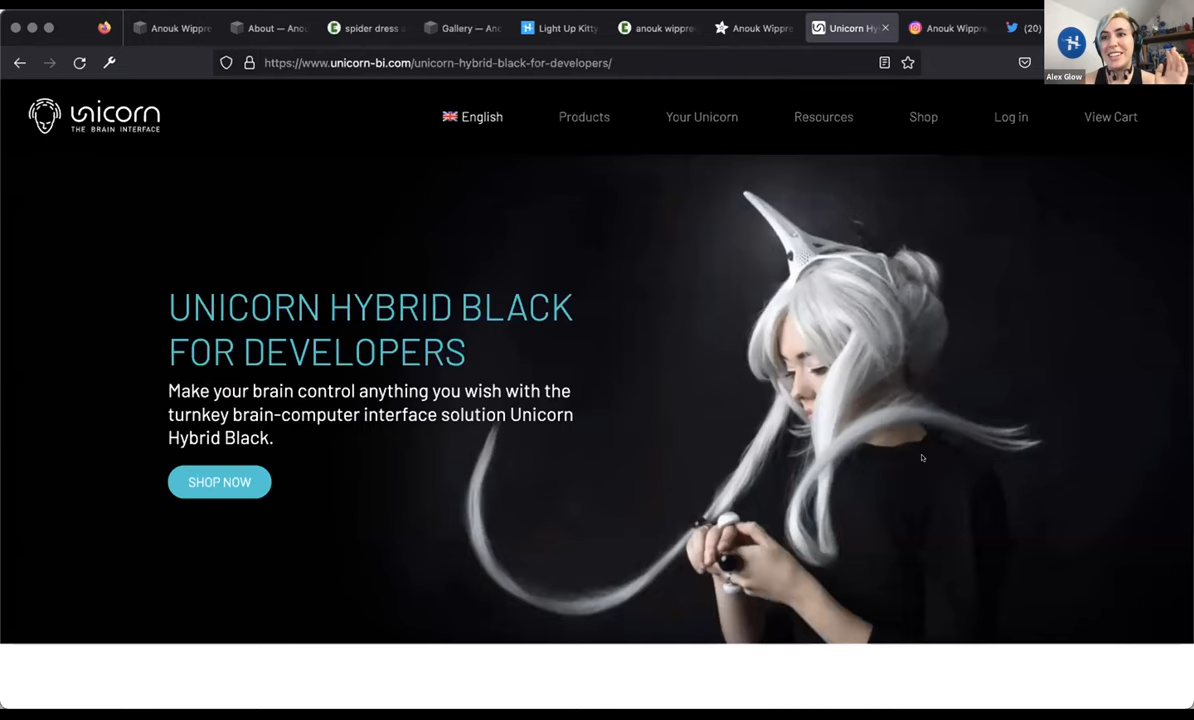 Anouk Wippre
About — Anou
spider dress a
Gallery — Ano
Light Up Kitty
anouk wippre
Anouk Wippre
Unicorn Hy
Anouk Wippre
(20)
https://www.unicorn-bi.com/unicorn-hybrid-black-for-developers/
Alex Glow
unicorn
THE BRAIN INTERFACE
English
Products
Your Unicorn
Resources
Shop
Log in
View Cart
UNICORN HYBRID BLACK
FOR DEVELOPERS
Make your brain control anything you wish with the
turnkey brain-computer interface solution Unicorn
Hybrid Black.
SHOP NOW